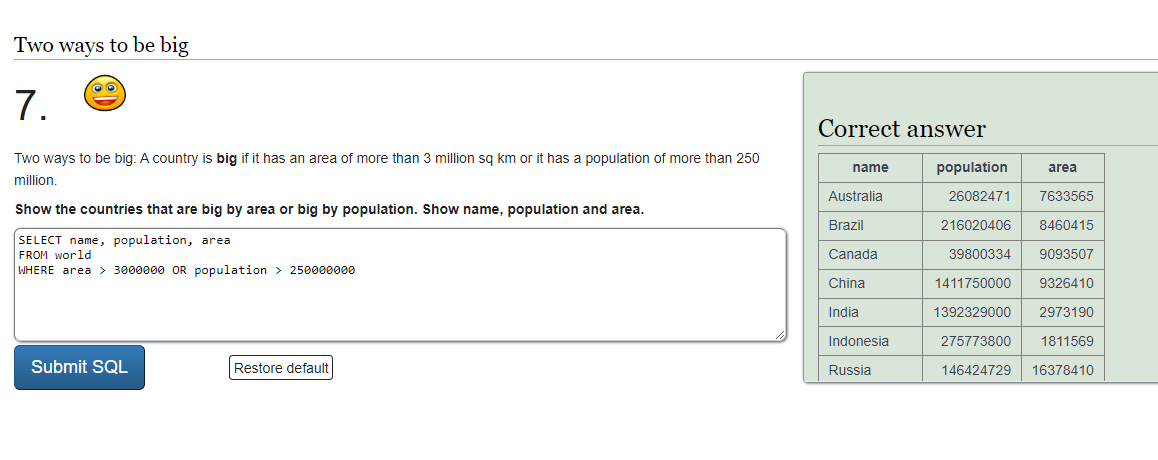 Two ways to be big
7.
Two ways to be big: A country is big if it has an area of more than 3 million sq km or it has a population of more than 250
million.
Show the countries that are big by area or big by population. Show name, population and area.
SELECT name, population, area
FROM world
WHERE area > 3000000 OR population > 250000000
Submit SQL
Restore default
Correct answer
name population area
Australia 26082471 7633565
Brazil 216020406 8460415
Canada 39800334 9093507
China 1411750000 9326410
India 1392329000 2973190
Indonesia 275773800 1811569
Russia 146424729 16378410